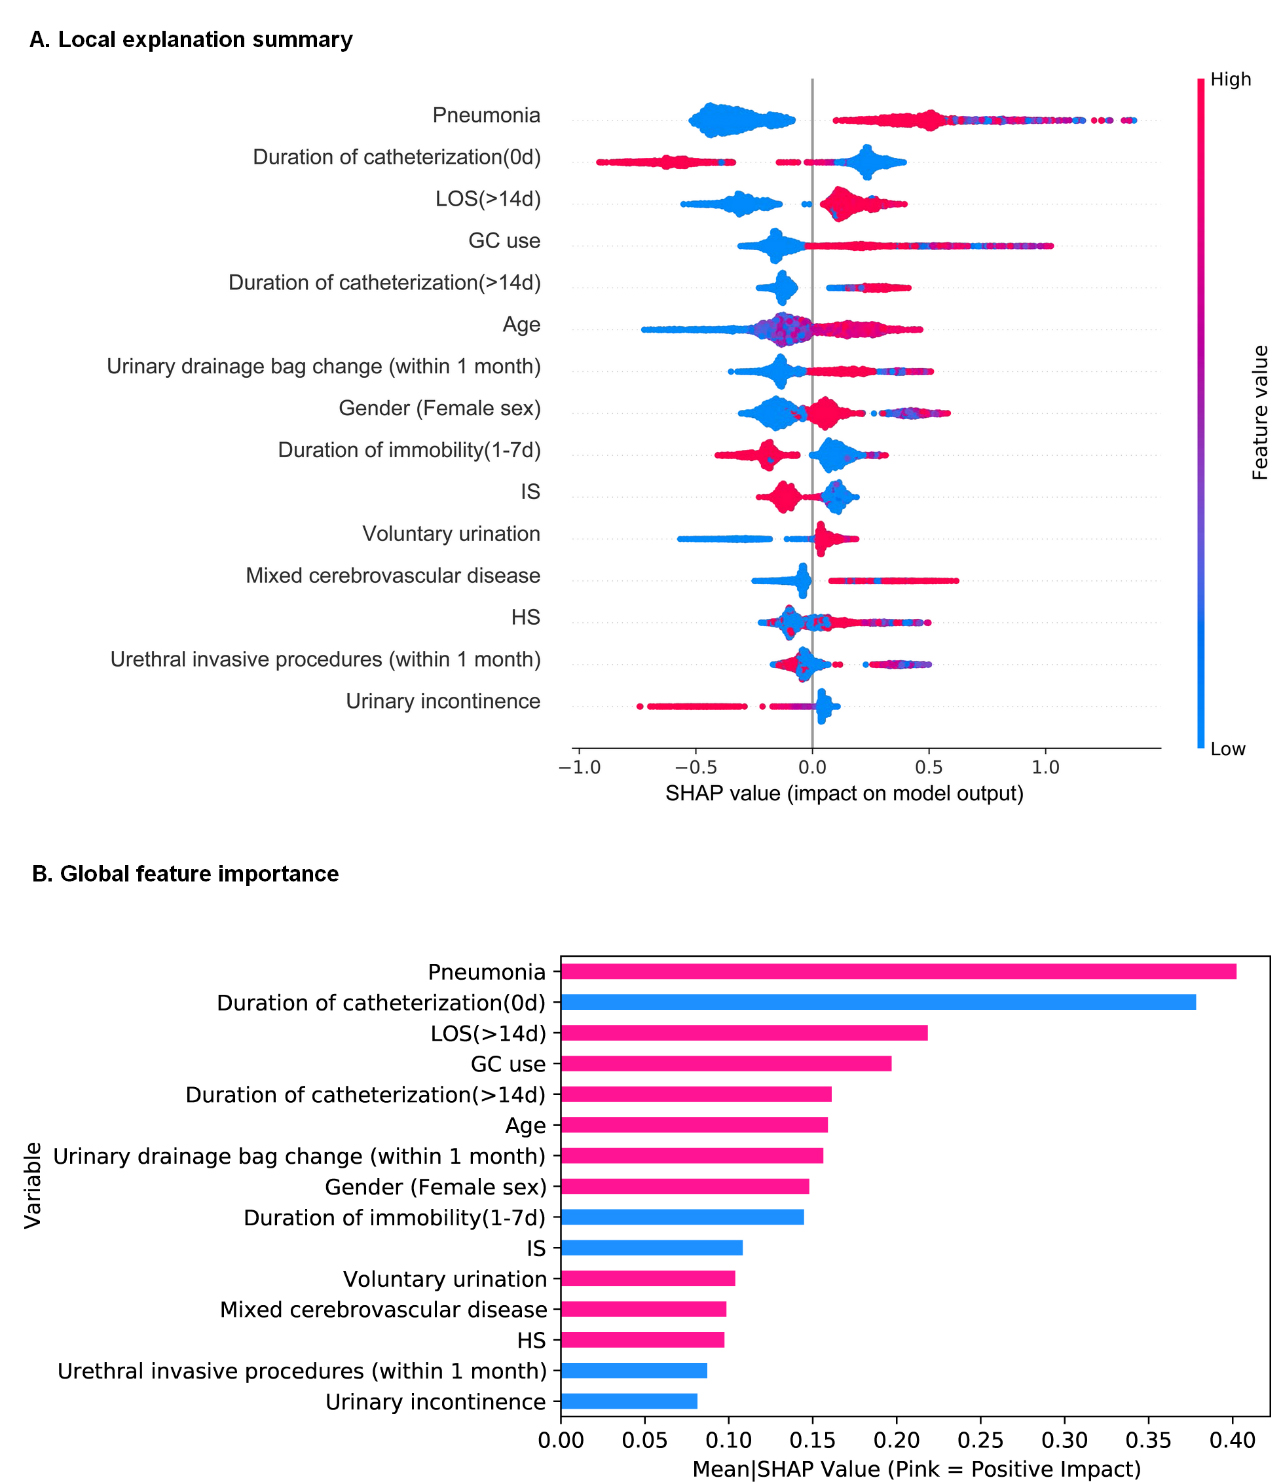 A. Local explanation summary
High
Pneumonia
Duration of catheterization(0d)
LOS(>14d)
GC use
Duration of catheterization(>14d)
Age
Urinary drainage bag change (within 1 month)
Gender (Female sex)
Duration of immobility(1-7d)
IS
Voluntary urination
Mixed cerebrovascular disease
HS
Urethral invasive procedures (within 1 month)
Urinary incontinence
Feature value
Low
−1.0 −0.5 0.0 0.5 1.0
SHAP value (impact on model output)
B. Global feature importance
Variable
Pneumonia
Duration of catheterization(0d)
LOS(>14d)
GC use
Duration of catheterization(>14d)
Age
Urinary drainage bag change (within 1 month)
Gender (Female sex)
Duration of immobility(1-7d)
IS
Voluntary urination
Mixed cerebrovascular disease
HS
Urethral invasive procedures (within 1 month)
Urinary incontinence
0.00 0.05 0.10 0.15 0.20 0.25 0.30 0.35 0.40
Mean|SHAP Value (Pink = Positive Impact)